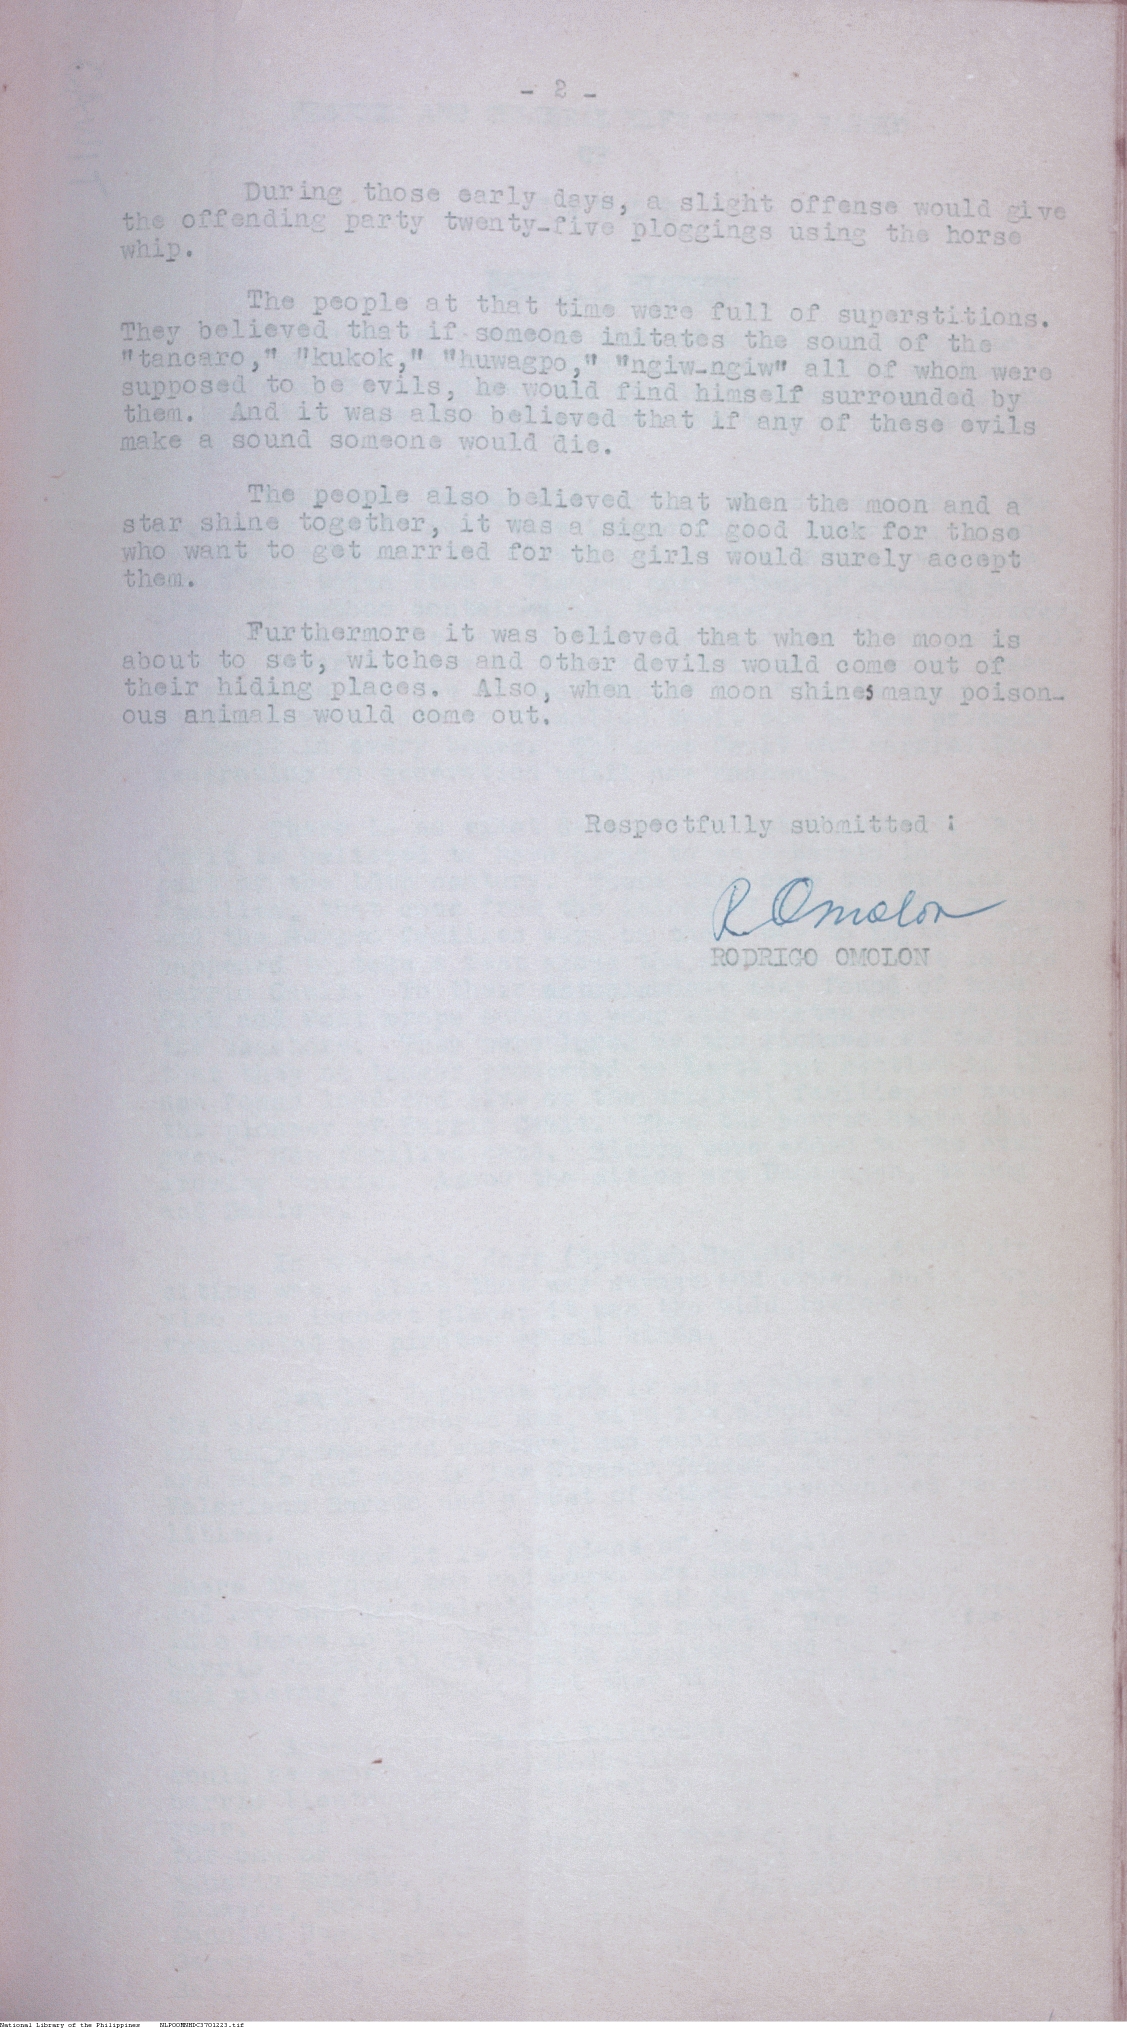 - 2 -
During those early days, a slight offense would give
the offending party twenty-five ploggings using the horse
whip.
The people at that time were full of superstitions.
They believed that if someone imitates the sound of the
"tancaro," "kukok," "huwagpo," "ngiw-ngiw" all of whom were
supposed to be evils, he would find himself surrounded by
them. And it was also believed that if any of these evils
make a sound someone would die.
The people also believed that when the moon and a
star shine together, it was a sign of good luck for those
who want to get married for the girls would surely accept
them.
Furthermore it was believed that when the moon is
about to set, witches and other devils would come out of
their hiding places. Also, when the moon shines many poison-
ous animals would come out.
Respectfully submitted :
R Omolon
RODRIGO OMOLON
National Library of the Philippines NLPOOMNHDC3701223.tif